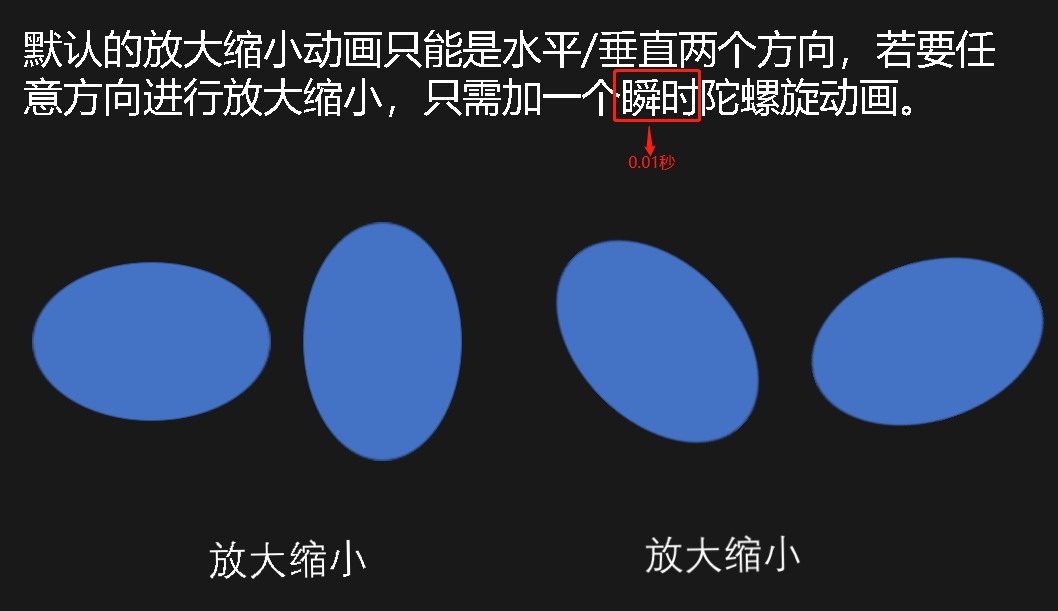 默认的放大缩小动画只能是水平/垂直两个方向，若要任
意方向进行放大缩小，只需加一个瞬时陀螺旋动画。
0.01秒
放大缩小
放大缩小